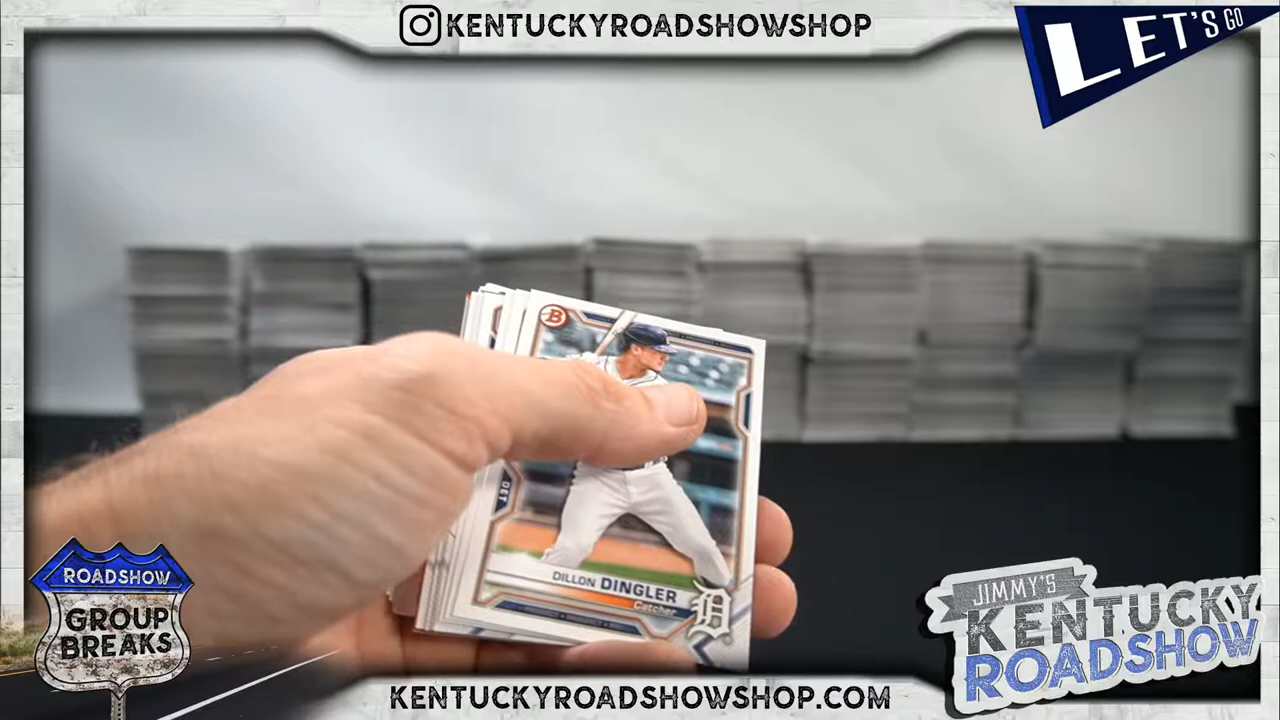 KENTUCKYROADSHOWSHOP
LET'S GO
B
DET
DILLON DINGLER
Catcher
ROADSHOW
GROUP
BREAKS
JIMMY'S
KENTUCKY
ROADSHOW
KENTUCKYROADSHOWSHOP.COM